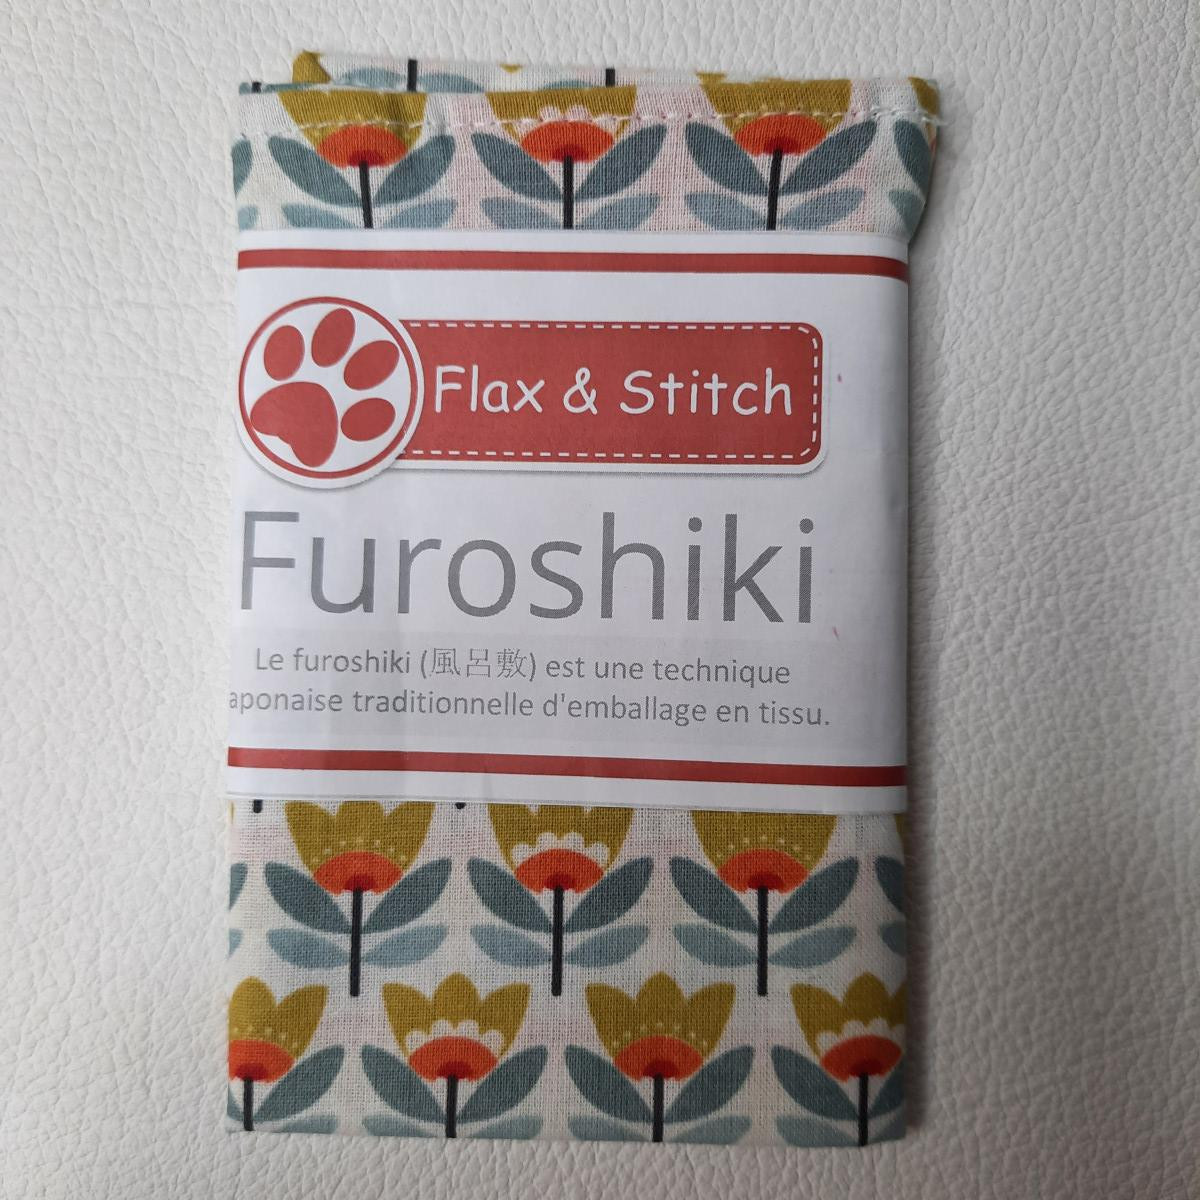 Flax & Stitch
Furoshiki
Le furoshiki (風呂敷) est une technique
aponaise traditionnelle d'emballage en tissu.